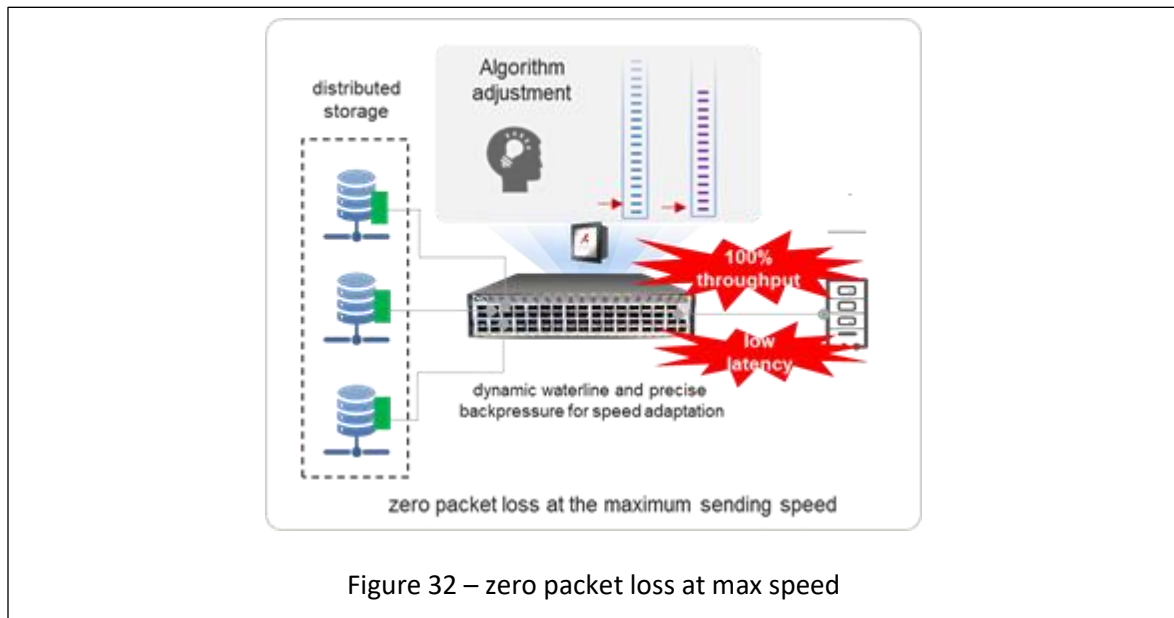 Algorithm
adjustment
distributed
storage
100%
throughput
low
latency
dynamic waterline and precise
backpressure for speed adaptation
zero packet loss at the maximum sending speed
Figure 32 – zero packet loss at max speed